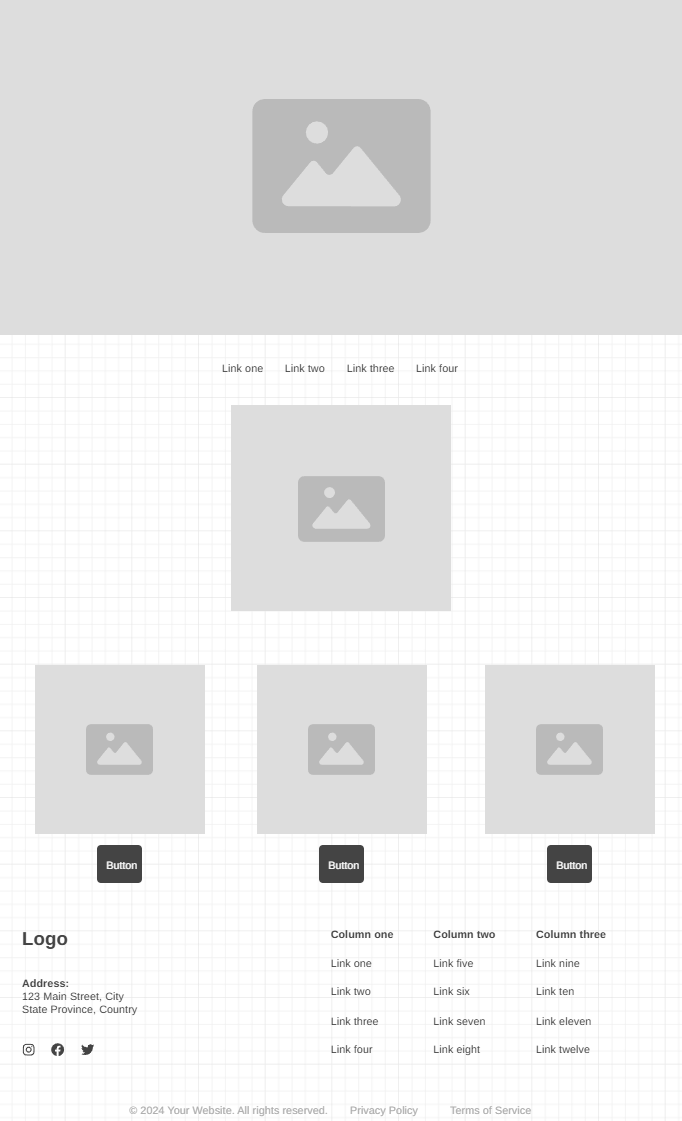 Link one Link two Link three Link four
Button Button Button
Logo
Column one Column two Column three
Link one Link five Link nine
Address:
123 Main Street, City
State Province, Country
Link two Link six Link ten
Link three Link seven Link eleven
Link four Link eight Link twelve
© 2024 Your Website. All rights reserved. Privacy Policy Terms of Service